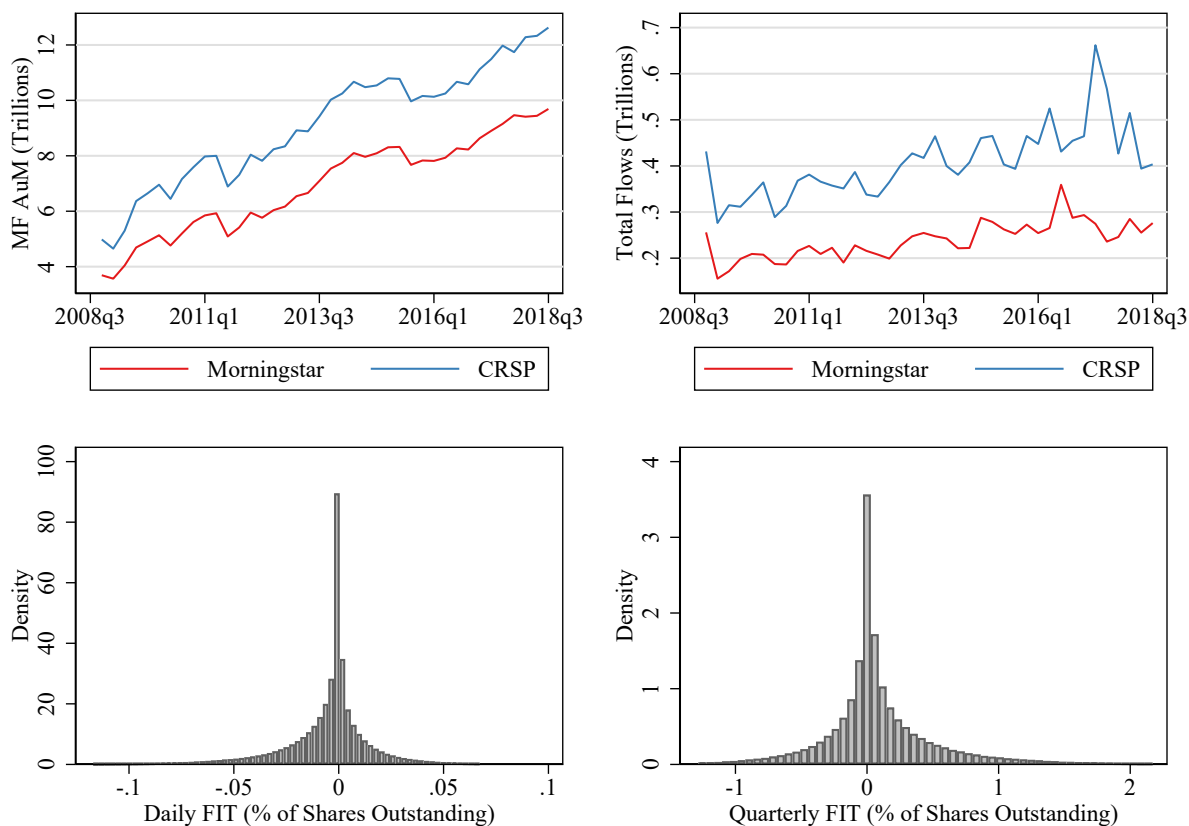 MF AuM (Trillions)
12
10
8
6
4
2008q3 2011q1 2013q3 2016q1 2018q3
Morningstar CRSP
Total Flows (Trillions)
.7
.6
.5
.4
.3
.2
2008q3 2011q1 2013q3 2016q1 2018q3
Morningstar CRSP
Density
100
80
60
40
20
0
-.1 -.05 0 .05 .1
Daily FIT (% of Shares Outstanding)
Density
4
3
2
1
0
-1 0 1 2
Quarterly FIT (% of Shares Outstanding)